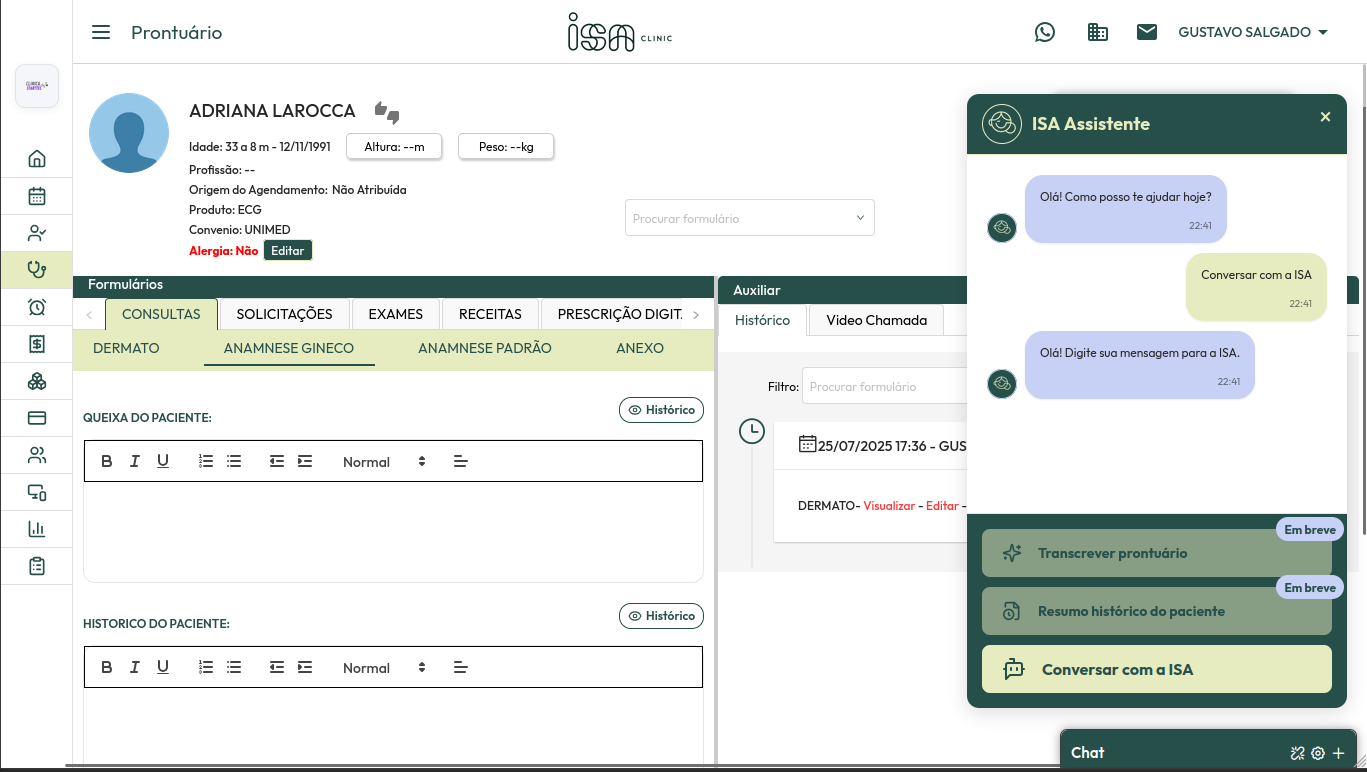 Prontuário
ISA CLINIC
GUSTAVO SALGADO
ADRIANA LAROCCA
Idade: 33 a 8 m - 12/11/1991
Altura: --m
Peso: --kg
Profissão: --
Origem do Agendamento: Não Atribuída
Produto: ECG
Convenio: UNIMED
Alergia: Não
Editar
Procurar formulário
Formulários
CONSULTAS
SOLICITAÇÕES
EXAMES
RECEITAS
PRESCRIÇÃO DIGIT.
DERMATO
ANAMNESE GINECO
ANAMNESE PADRÃO
ANEXO
QUEIXA DO PACIENTE:
Histórico
B I U
Normal
HISTORICO DO PACIENTE:
Histórico
B I U
Normal
Auxiliar
Histórico
Video Chamada
Filtro:
Procurar formulário
25/07/2025 17:36 - GUS
DERMATO- Visualizar - Editar -
ISA Assistente
Olá! Como posso te ajudar hoje?
22:41
Conversar com a ISA
22:41
Olá! Digite sua mensagem para a ISA.
22:41
Em breve
Transcrever prontuário
Em breve
Resumo histórico do paciente
Conversar com a ISA
Chat